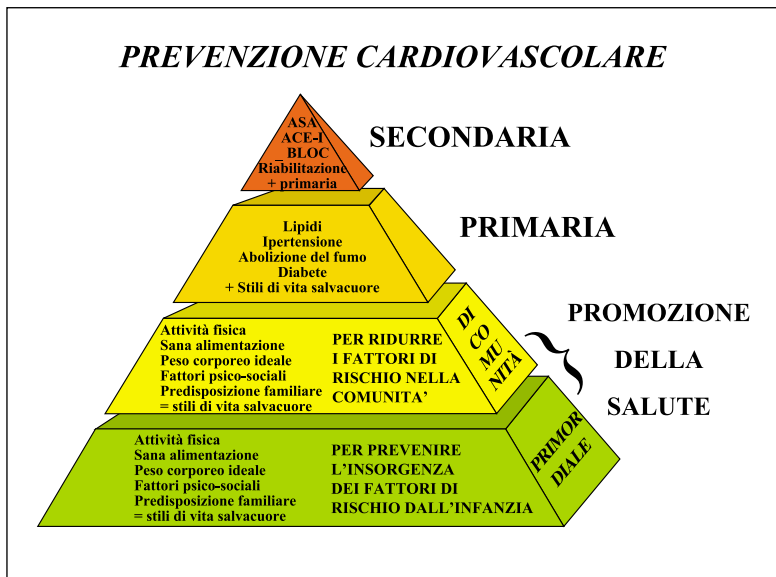 PREVENZIONE CARDIOVASCOLARE
ASA
ACE-I
_ BLOC
Riabilitazione
+ primaria
SECONDARIA
Lipidi
Ipertensione
Abolizione del fumo
Diabete
+ Stili di vita salvacuore
PRIMARIA
Attività fisica
Sana alimentazione
Peso corporeo ideale
Fattori psico-sociali
Predisposizione familiare
= stili di vita salvacuore
PER RIDURRE
I FATTORI DI
RISCHIO NELLA
COMUNITA'
DI
CO
MU
NITÀ
PROMOZIONE
DELLA
SALUTE
Attività fisica
Sana alimentazione
Peso corporeo ideale
Fattori psico-sociali
Predisposizione familiare
= stili di vita salvacuore
PER PREVENIRE
L'INSORGENZA
DEI FATTORI DI
RISCHIO DALL'INFANZIA
PRIMOR
DIALE